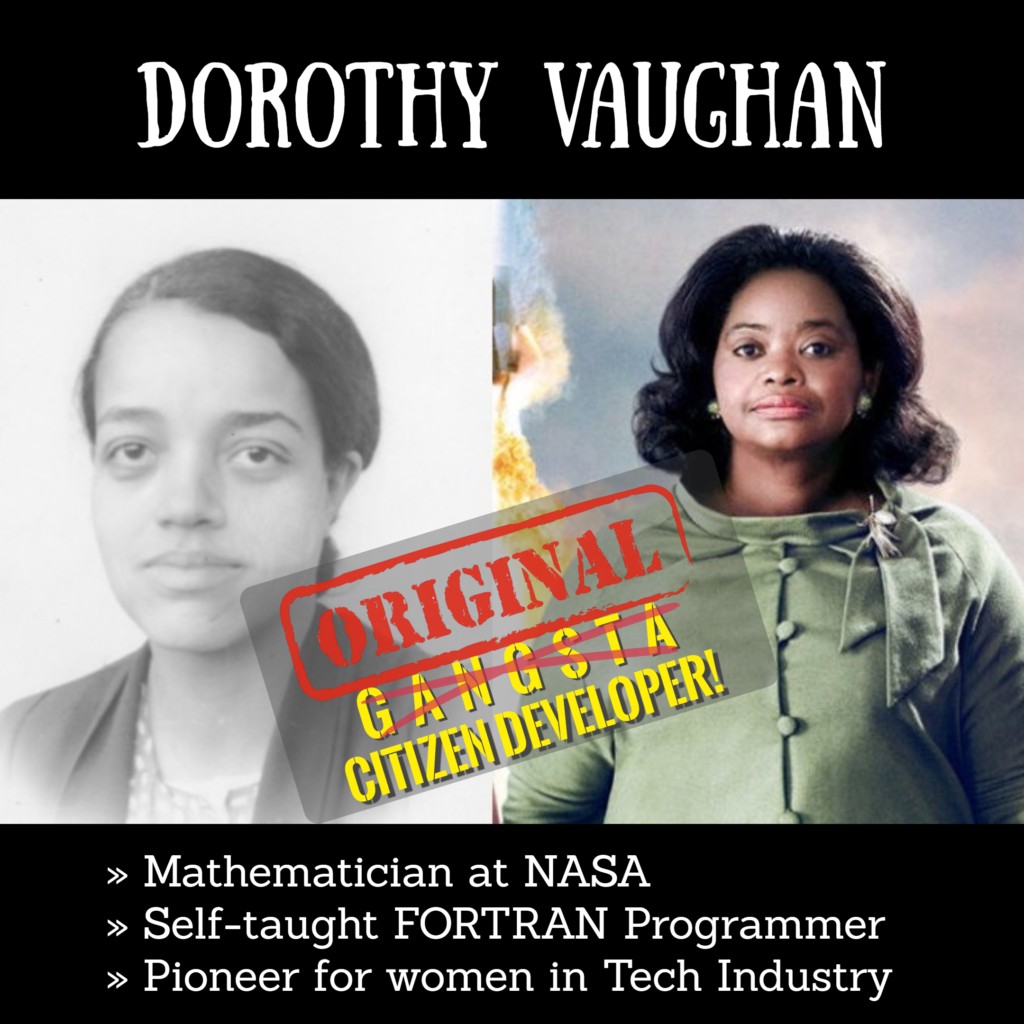 DOROTHY VAUGHAN
ORIGINAL
GANGSTA
CITIZEN DEVELOPER!
» Mathematician at NASA
» Self-taught FORTRAN Programmer
» Pioneer for women in Tech Industry